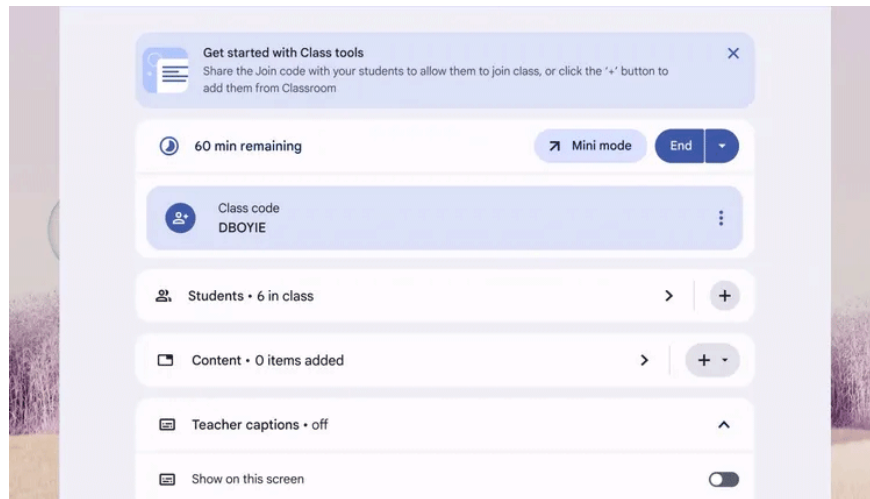 Get started with Class tools
Share the Join code with your students to allow them to join class, or click the '+' button to
add them from Classroom
60 min remaining
Mini mode
End
Class code
DBOYIE
Students • 6 in class
Content • 0 items added
Teacher captions • off
Show on this screen